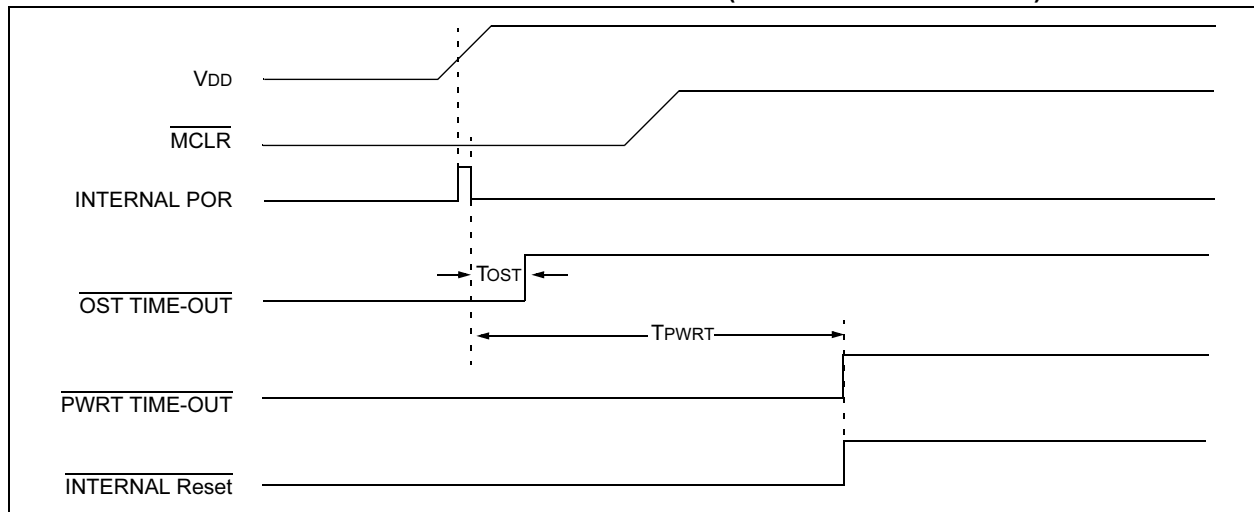 VDD
MCLR
INTERNAL POR
TOST
OST TIME-OUT
TPWRT
PWRT TIME-OUT
INTERNAL Reset